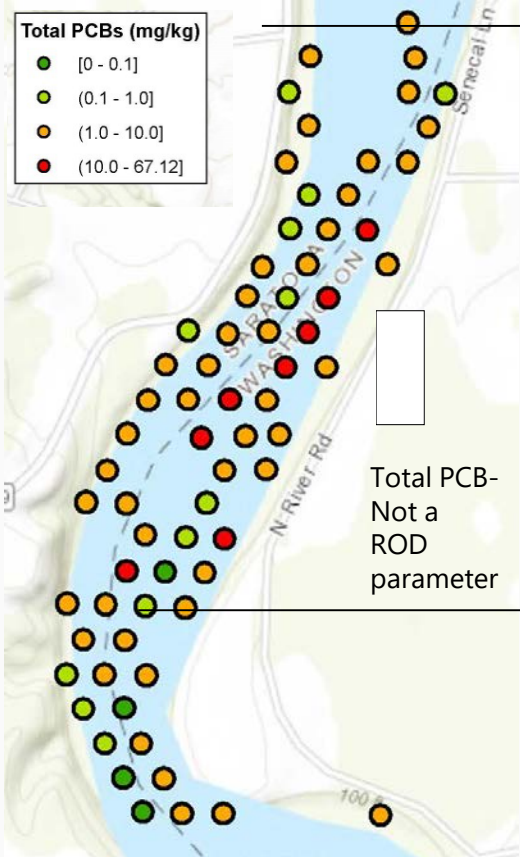 Total PCBs (mg/kg)
[0 - 0.1]
(0.1 - 1.0]
(1.0 - 10.0]
(10.0 - 67.12]
Senecal Ln
SARATOGA
WASHINGTON
N River Rd
Total PCB-
Not a
ROD
parameter